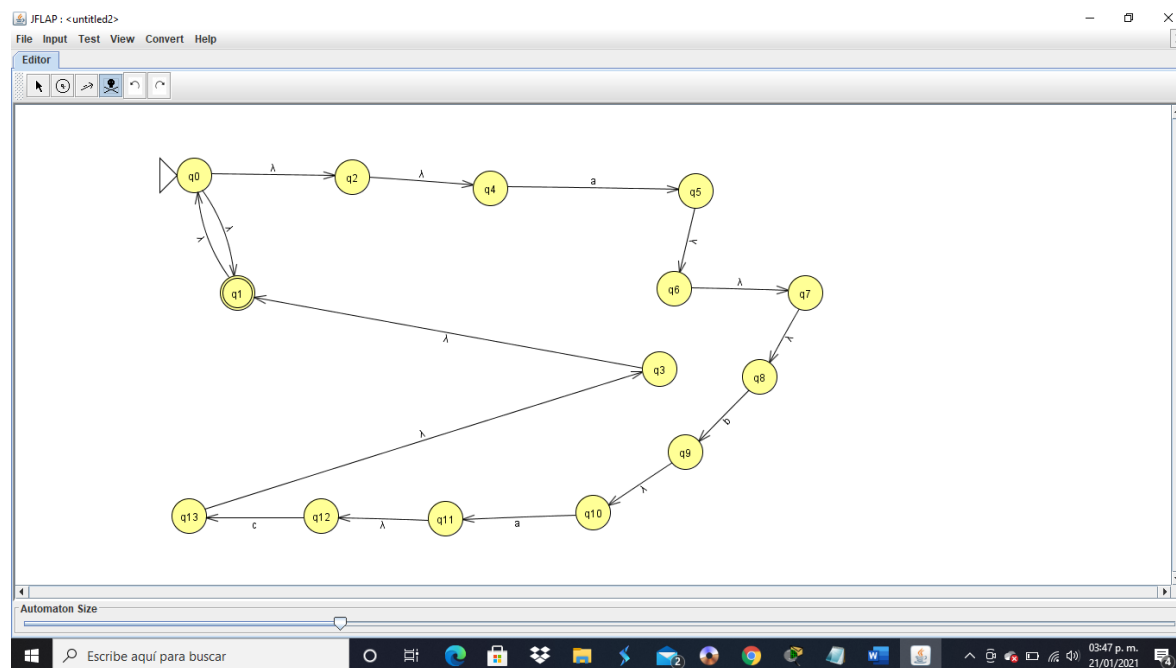 JFLAP : <untitled2>
File Input Test View Convert Help
Editor
q0 λ q2 λ q4 a q5
λ λ λ
q1 q6 λ q7
λ λ
q3 q8
λ b
q9
λ
q13 c q12 λ q11 a q10
Automaton Size
Escribe aquí para buscar
2
03:47 p. m.
21/01/2021